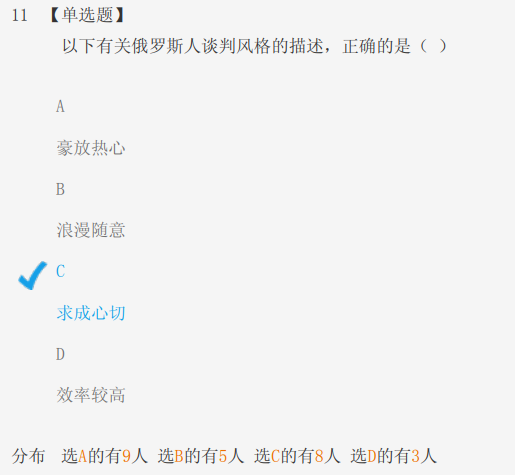 11 【单选题】
以下有关俄罗斯人谈判风格的描述，正确的是（ ）
A
豪放热心
B
浪漫随意
C
求成心切
D
效率较高
分布 选A的有9人 选B的有5人 选C的有8人 选D的有3人